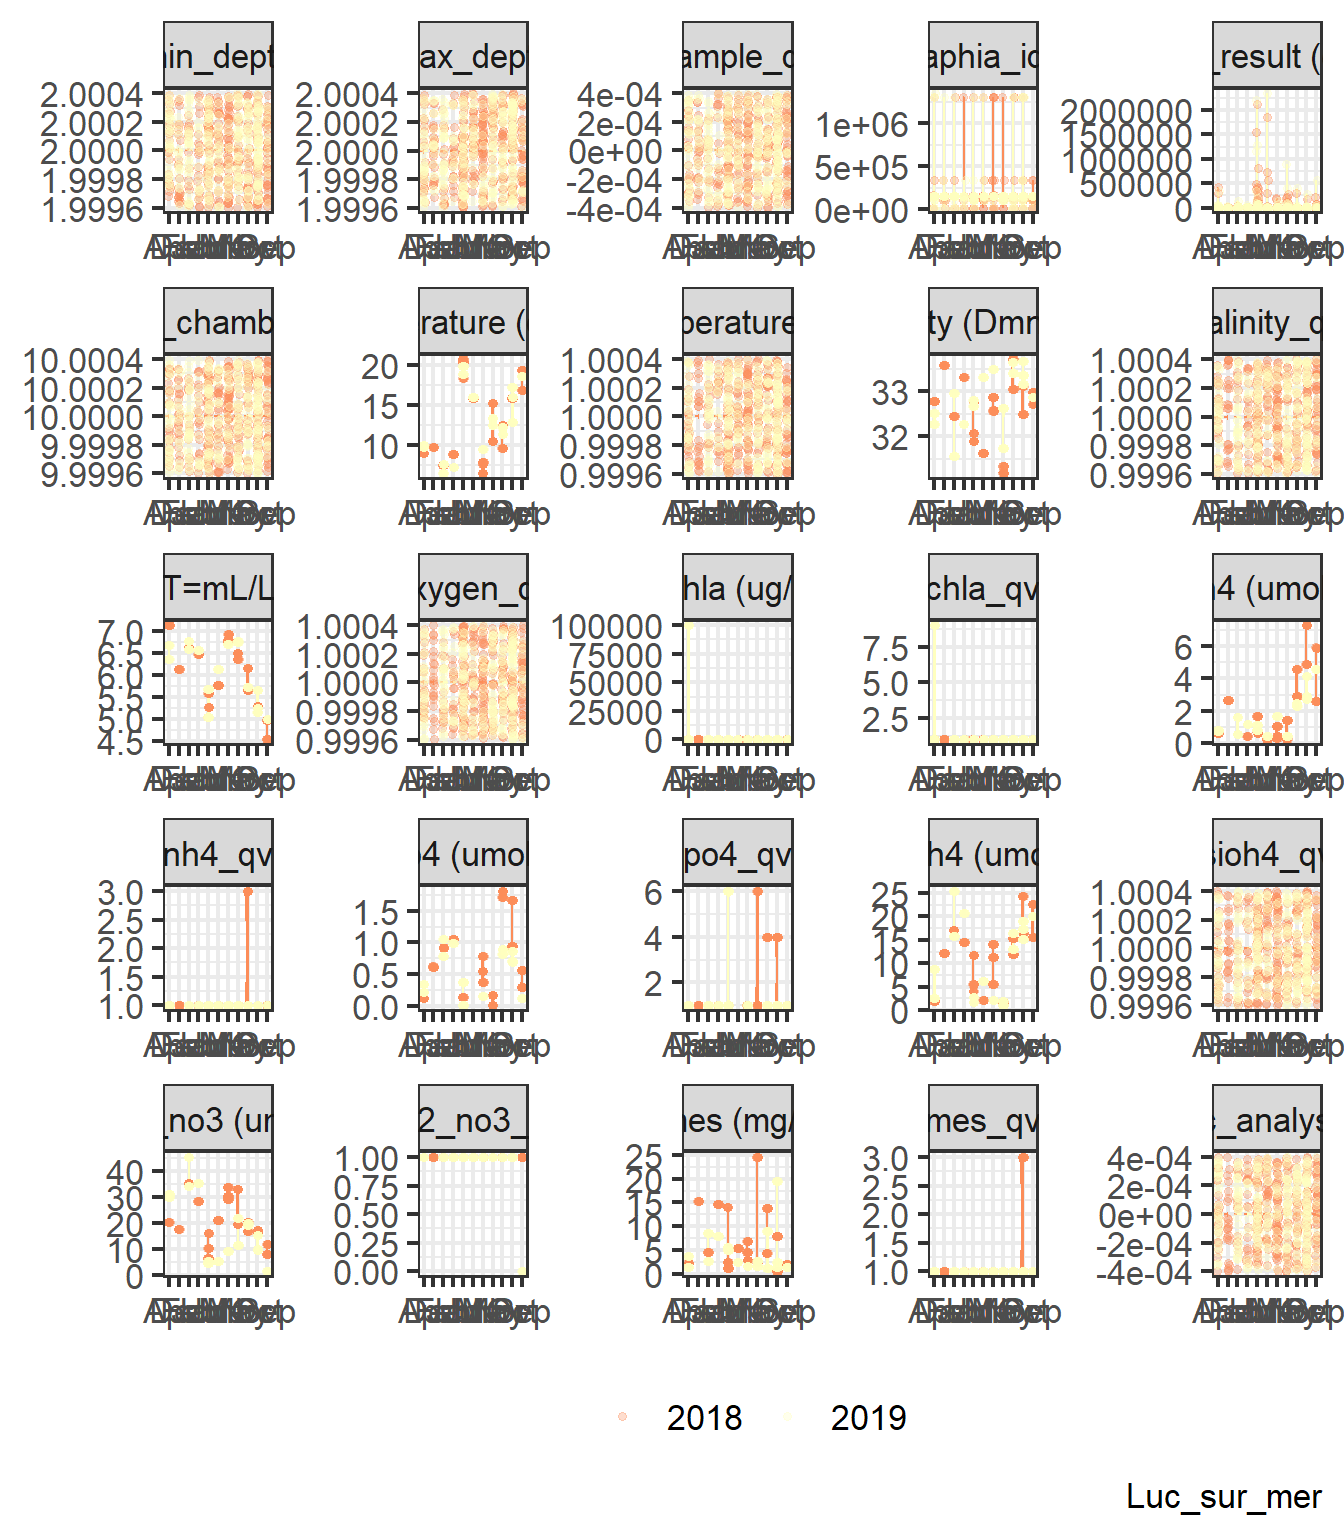 in_dept ax_dep ample_c aphia_id _result (
2.0004 2.0004 4e-04 1e+06 2000000
2.0002 2.0002 2e-04 5e+05 1500000
2.0000 2.0000 0e+00 0e+00 1000000
1.9998 1.9998 -2e-04 500000
1.9996 1.9996 -4e-04 0
_chamb rature ( perature ty (Dmn alinity_c
10.0004 20 1.0004 33 1.0004
10.0002 15 1.0002 32 1.0002
10.0000 10 1.0000 1.0000
9.9998 0.9998 0.9998
9.9996 0.9996 0.9996
T=mL/L xygen_c hla (ug/ chla_qv 4 (umo
7.0 1.0004 100000 7.5 6
6.5 1.0002 75000 5.0 4
6.0 1.0000 50000 2.5 2
5.5 0.9998 25000 0
5.0 0.9996 0
4.5
nh4_qv 4 (umo po4_qv h4 (umo sioh4_qv
3.0 1.5 6 25 1.0004
2.5 1.0 4 20 1.0002
2.0 0.5 2 15 1.0000
1.5 0.0 10 0.9998
1.0 5 0.9996
0
_no3 (ur 2_no3_ nes (mg/ mes_qv c_analys
40 1.00 25 3.0 4e-04
30 0.75 20 2.5 2e-04
20 0.50 15 2.0 0e+00
10 0.25 10 1.5 -2e-04
0 0.00 5 1.0 -4e-04
0
2018 2019
Luc_sur_mer